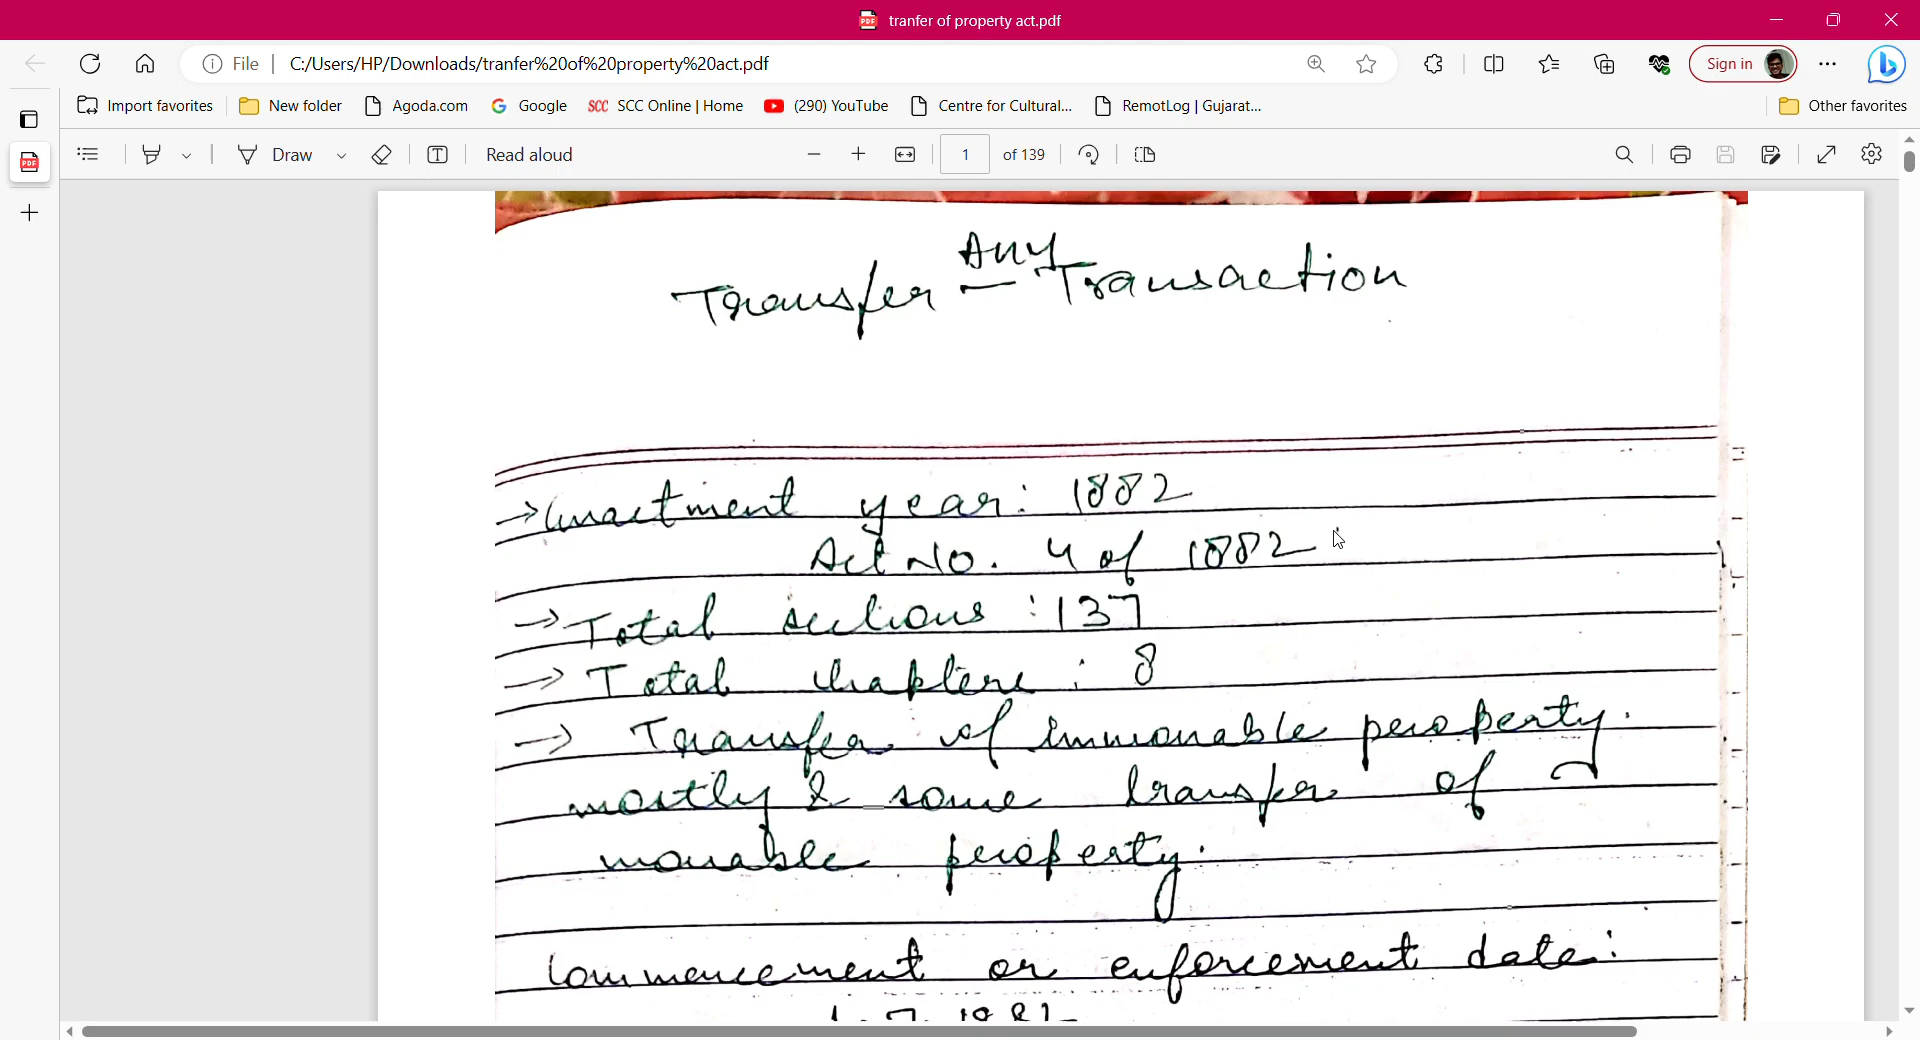 tranfer of property act.pdf
File C:/Users/HP/Downloads/tranfer%20of%20property%20act.pdf Sign in
Import favorites New folder Agoda.com Google SCC SCC Online | Home (290) YouTube Centre for Cultural... RemotLog | Gujarat... Other favorites
Draw Read aloud 1 of 139
Any
Transfer - Transaction
→ Enactment year: 1882
Act No. 4 of 1882
→ Total sections : 137
→ Total chapters : 8
→ Transfer of immovable property.
mostly & some transfer of
movable property.
Commencement or enforcement date: